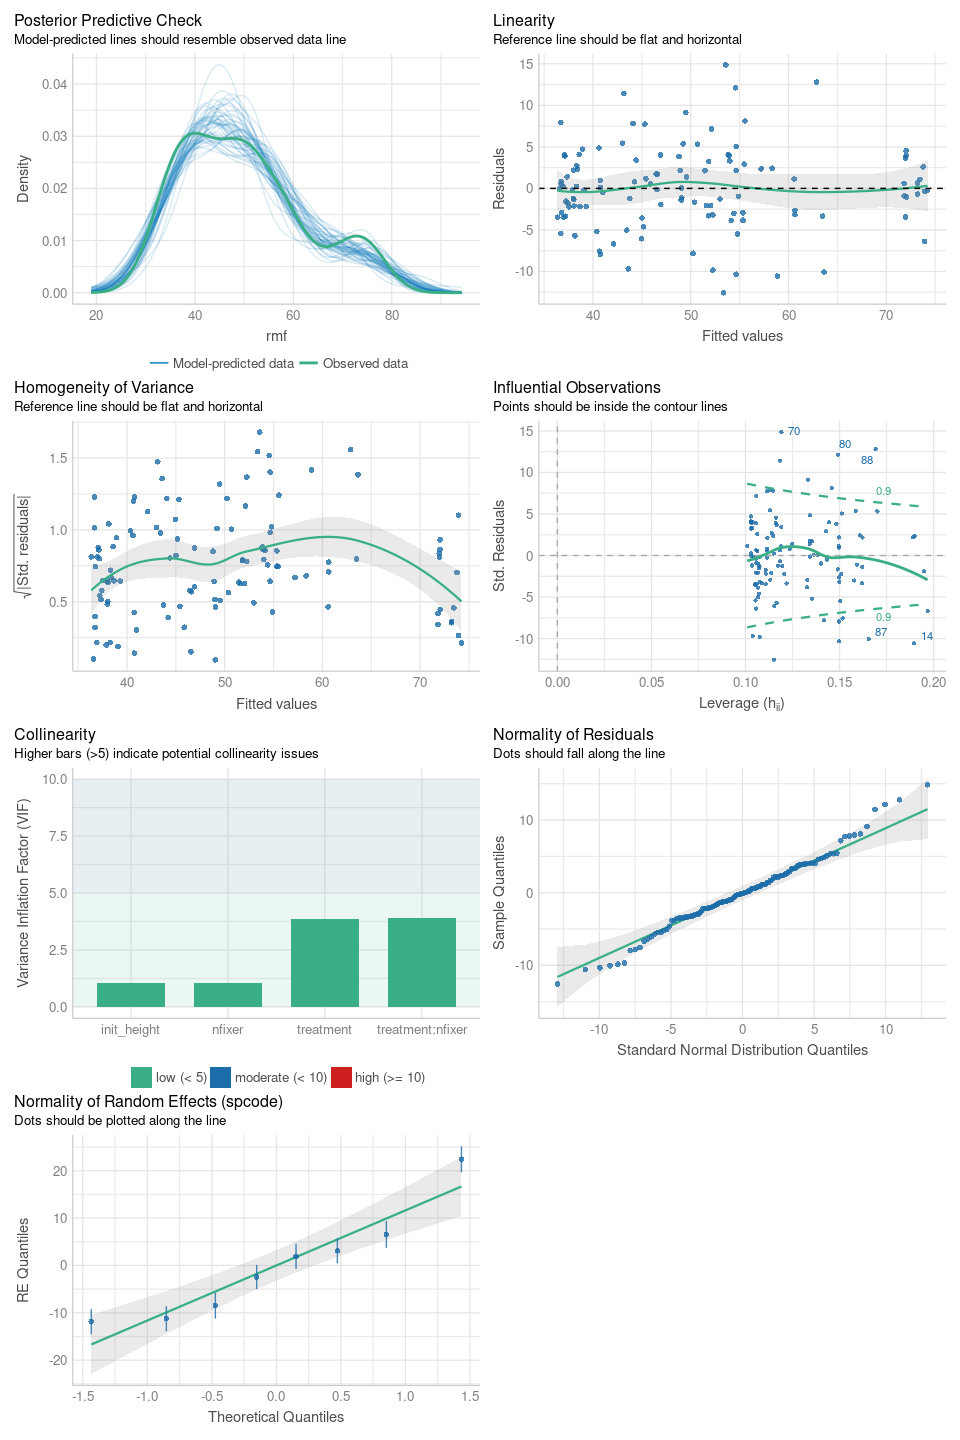 Posterior Predictive Check
Model-predicted lines should resemble observed data line
Density
0.04
0.03
0.02
0.01
0.00
20 40 60 80
rmf
Model-predicted data Observed data
Linearity
Reference line should be flat and horizontal
Residuals
15
10
5
0
-5
-10
40 50 60 70
Fitted values
Homogeneity of Variance
Reference line should be flat and horizontal
√|Std. residuals|
1.5
1.0
0.5
40 50 60 70
Fitted values
Influential Observations
Points should be inside the contour lines
Std. Residuals
15
10
5
0
-5
-10
70
80
88
0.9
0.9
87
14
0.00 0.05 0.10 0.15 0.20
Leverage (hii)
Collinearity
Higher bars (>5) indicate potential collinearity issues
Variance Inflation Factor (VIF)
10.0
7.5
5.0
2.5
0.0
init_height nfixer treatment treatment:nfixer
low (< 5) moderate (< 10) high (>= 10)
Normality of Residuals
Dots should fall along the line
Sample Quantiles
10
0
-10
-10 -5 0 5 10
Standard Normal Distribution Quantiles
Normality of Random Effects (spcode)
Dots should be plotted along the line
RE Quantiles
20
10
0
-10
-20
-1.5 -1.0 -0.5 0.0 0.5 1.0 1.5
Theoretical Quantiles